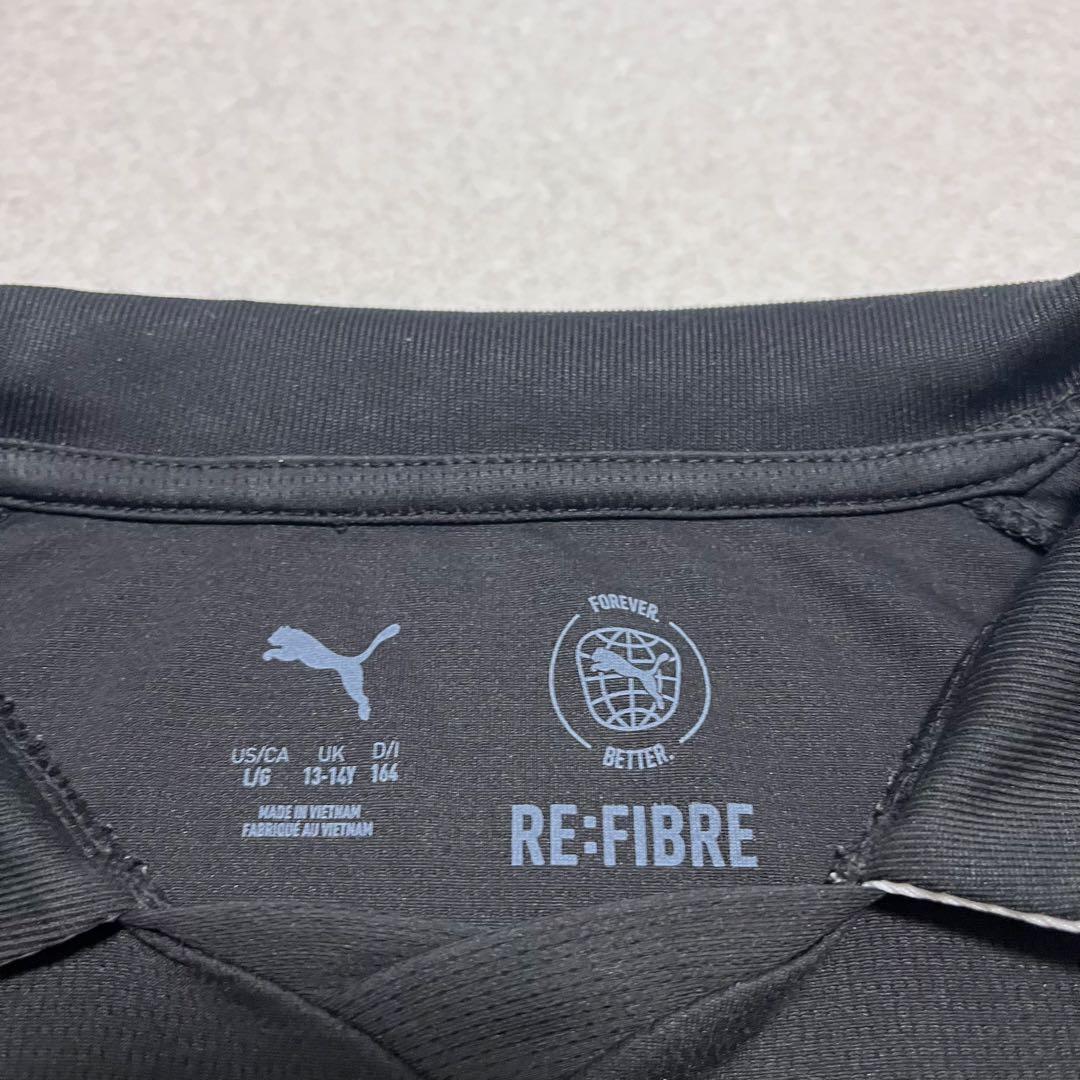 US/CA UK D/I
L/G 13-14Y 164
MADE IN VIETNAM
FABRIQUÉ AU VIETNAM
FOREVER.
BETTER.
RE:FIBRE